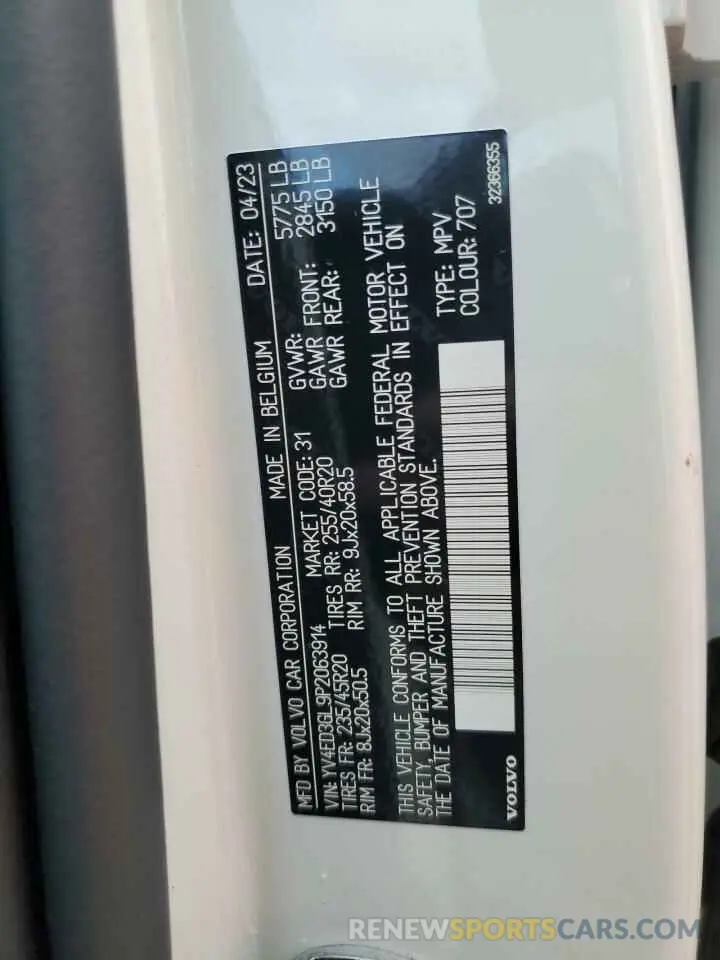 MFD BY VOLVO CAR CORPORATION MADE IN BELGIUM DATE: 04/23
VIN: YV4ED3GL9P2063914 MARKET CODE: 31 GVWR: 5775 LB
TIRES FR: 235/45R20 TIRES RR: 255/40R20 GAWR FRONT: 2845 LB
RIM FR: 8Jx20x50.5 RIM RR: 9Jx20x58.5 GAWR REAR: 3150 LB
THIS VEHICLE CONFORMS TO ALL APPLICABLE FEDERAL MOTOR VEHICLE
SAFETY, BUMPER AND THEFT PREVENTION STANDARDS IN EFFECT ON
THE DATE OF MANUFACTURE SHOWN ABOVE.
TYPE: MPV
COLOUR: 707
VOLVO
32366355
RENEWSPORTSCARS.COM